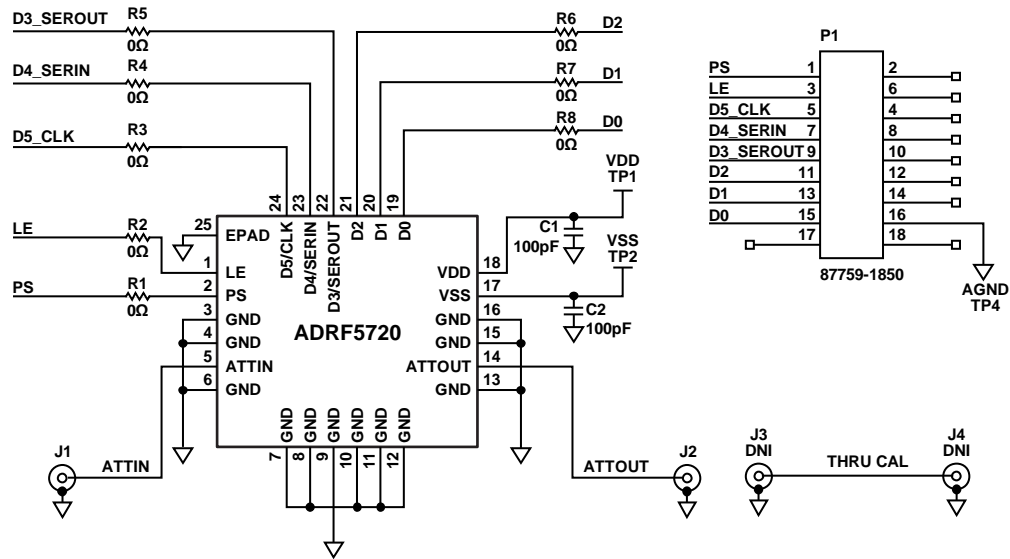 D3_SEROUT R5 0Ω
D4_SERIN R4 0Ω
D5_CLK R3 0Ω
R6 D2 0Ω
R7 D1 0Ω
R8 D0 0Ω
LE R2 0Ω
PS R1 0Ω
24 23 22 21 20 19
D5/CLK D4/SERIN D3/SEROUT D2 D1 D0
25 EPAD
1 LE
2 PS
3 GND
4 GND
5 ATTIN
6 GND
ADRF5720
VDD 18
VSS 17
GND 16
GND 15
ATTOUT 14
GND 13
GND GND GND GND GND GND
7 8 9 10 11 12
VDD
TP1
C1
100pF
VSS
TP2
C2
100pF
J1 ATTIN
ATTOUT J2
P1
PS 1 2
LE 3 6
D5_CLK 5 4
D4_SERIN 7 8
D3_SEROUT 9 10
D2 11 12
D1 13 14
D0 15 16
17 18
87759-1850
AGND
TP4
J3
DNI
THRU CAL
J4
DNI